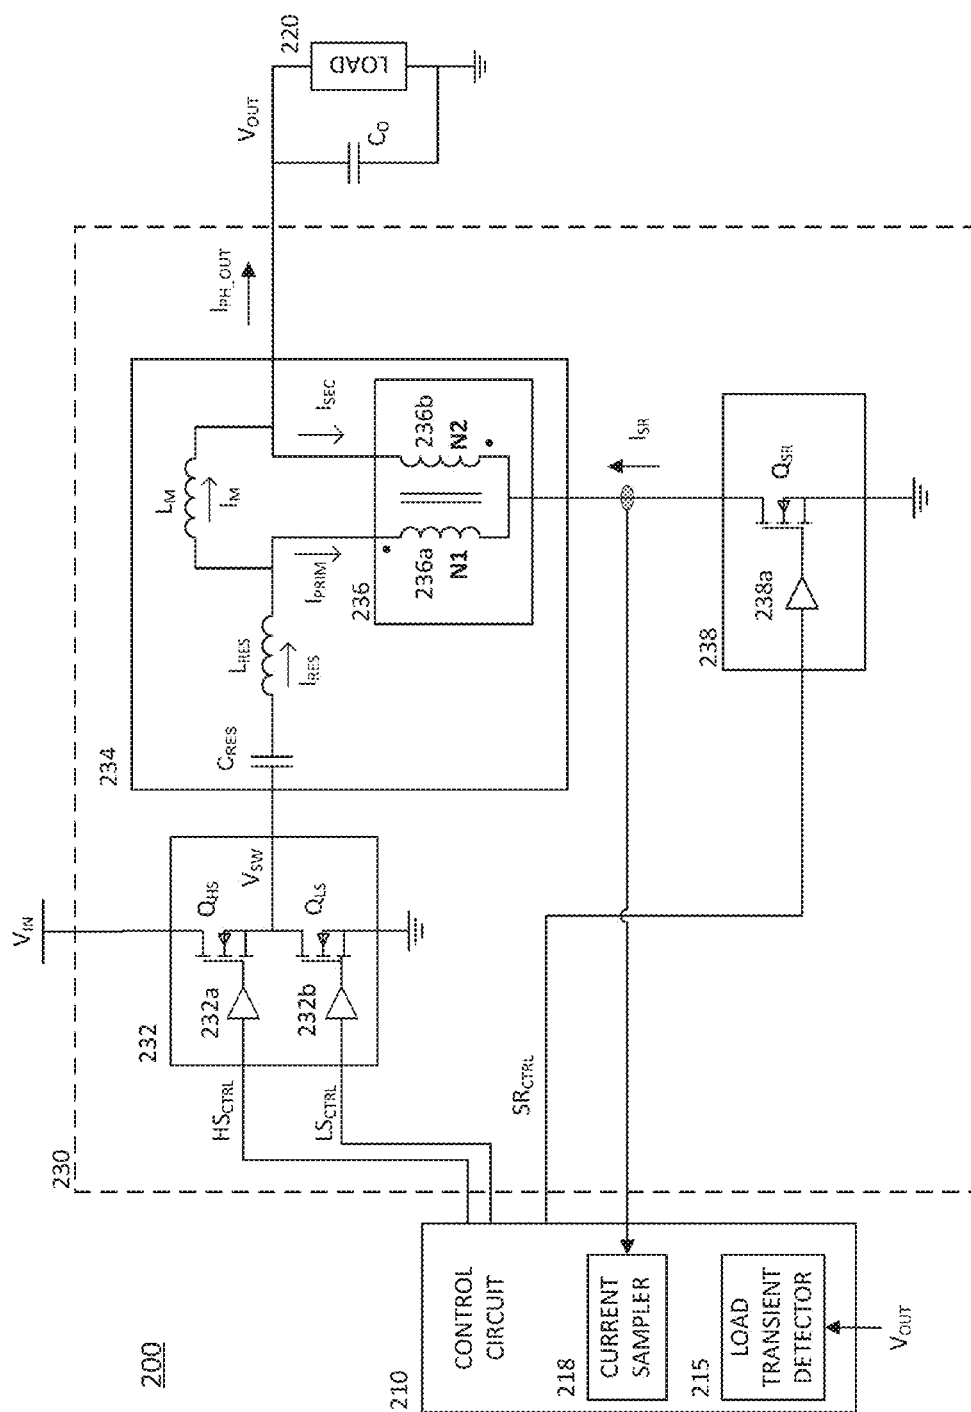 200
210
CONTROL
CIRCUIT
218
CURRENT
SAMPLER
215
LOAD
TRANSIENT
DETECTOR
VOUT
230
HSCTRL
LSCTRL
SRCTRL
232
232a
232b
VIN
QHS
QLS
VSW
234
CRES
LRES
IRES
LM
IM
IPRIM
ISEC
236
236a
N1
236b
N2
ISR
238
238a
QSR
IPH_OUT
VOUT
CO
220
LOAD